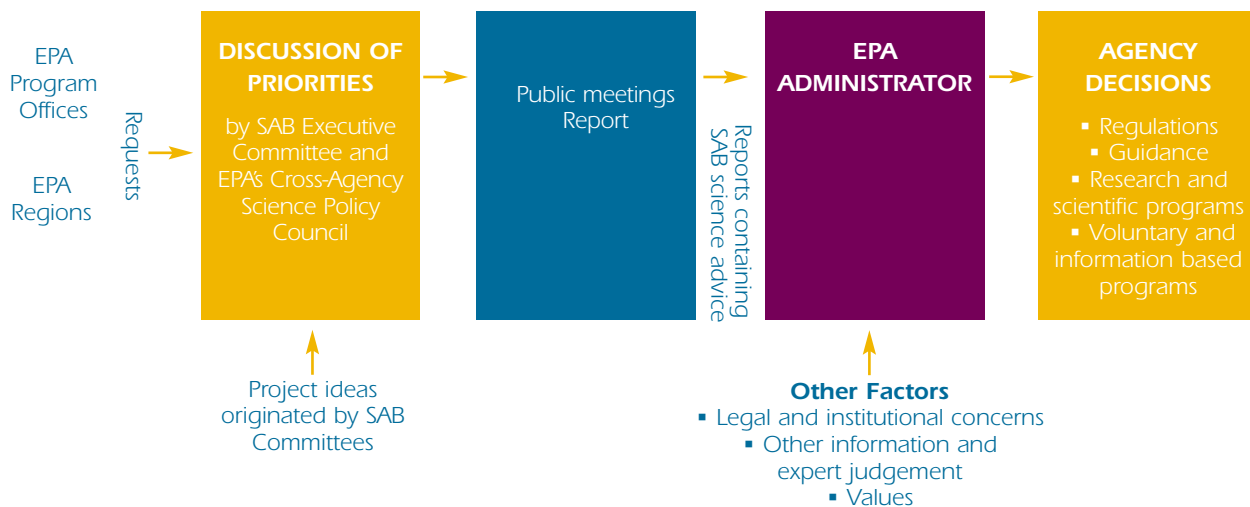 EPA
Program
Offices
EPA
Regions
Requests
DISCUSSION OF
PRIORITIES
by SAB Executive
Committee and
EPA's Cross-Agency
Science Policy
Council
Project ideas
originated by SAB
Committees
Public meetings
Report
Reports containing
SAB science advice
EPA
ADMINISTRATOR
Other Factors
▪ Legal and institutional concerns
▪ Other information and
expert judgement
▪ Values
AGENCY
DECISIONS
▪ Regulations
▪ Guidance
▪ Research and
scientific programs
▪ Voluntary and
information based
programs